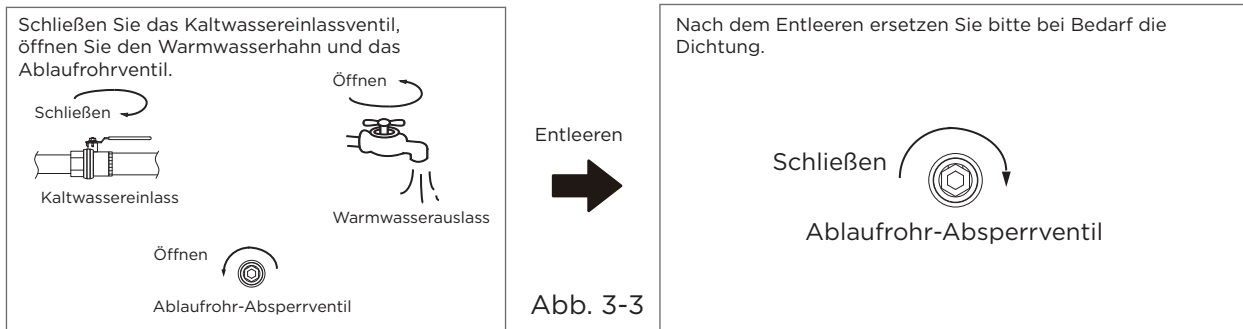 Schließen Sie das Kaltwassereinlassventil,
öffnen Sie den Warmwasserhahn und das
Ablaufrohrventil.
Öffnen
Schließen
Kaltwassereinlass
Warmwasserauslass
Öffnen
Ablaufrohr-Absperrventil
Entleeren
Abb. 3-3
Nach dem Entleeren ersetzen Sie bitte bei Bedarf die
Dichtung.
Schließen
Ablaufrohr-Absperrventil